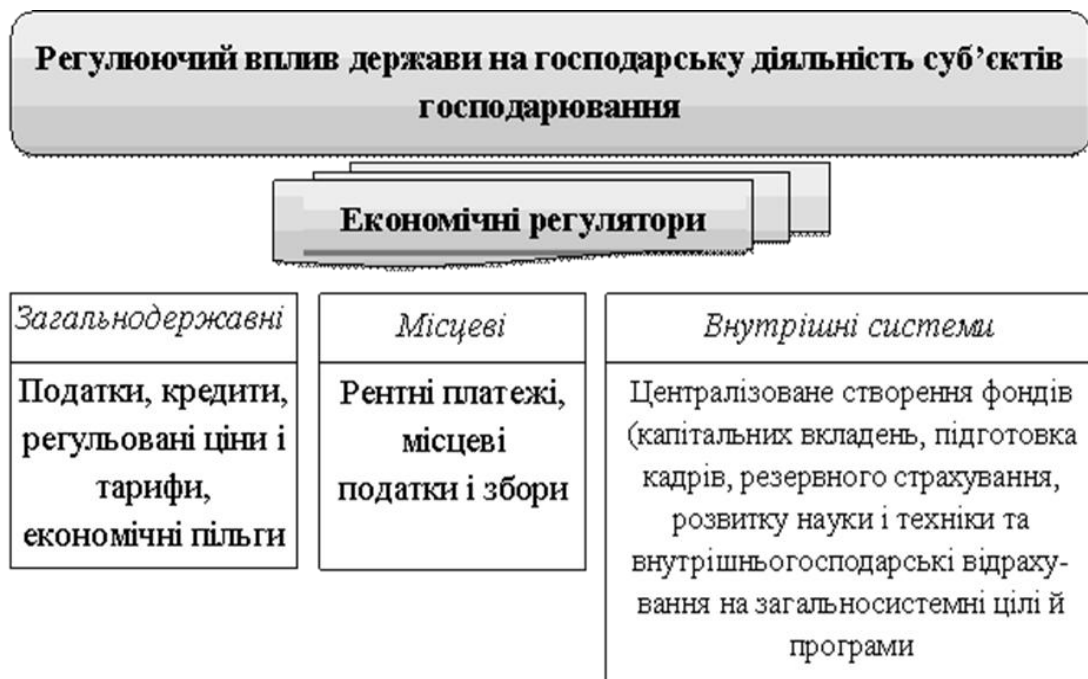 Регулюючий вплив держави на господарську діяльність суб’єктів
господарювання
Економічні регулятори
Загальнодержавні
Податки, кредити,
регульовані ціни і
тарифи,
економічні пільги
Місцеві
Рентні платежі,
місцеві
податки і збори
Внутрішні системи
Централізоване створення фондів
(капітальних вкладень, підготовка
кадрів, резервного страхування,
розвитку науки і техніки та
внутрішньогосподарські відраху-
вання на загальносистемні цілі й
програми